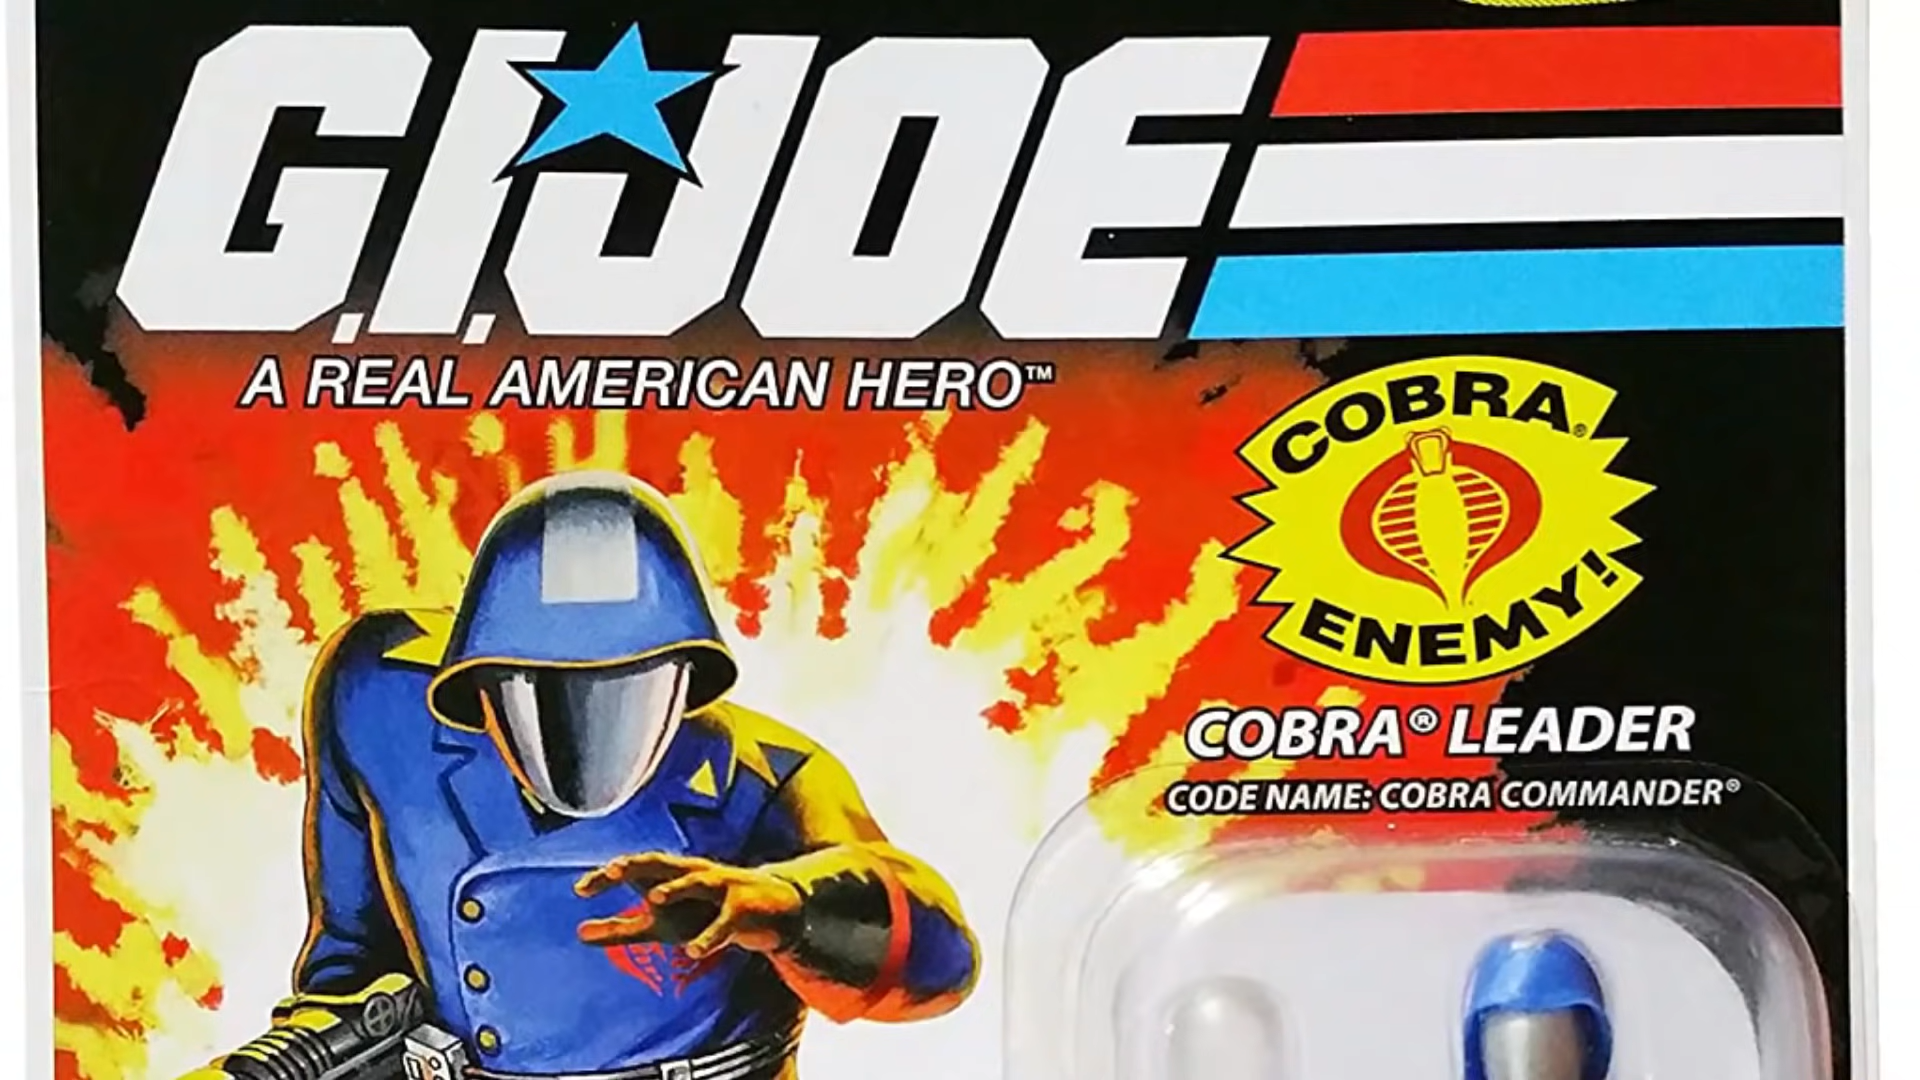 G.I.JOE
A REAL AMERICAN HERO™
COBRA®
ENEMY!
COBRA® LEADER
CODE NAME: COBRA COMMANDER®